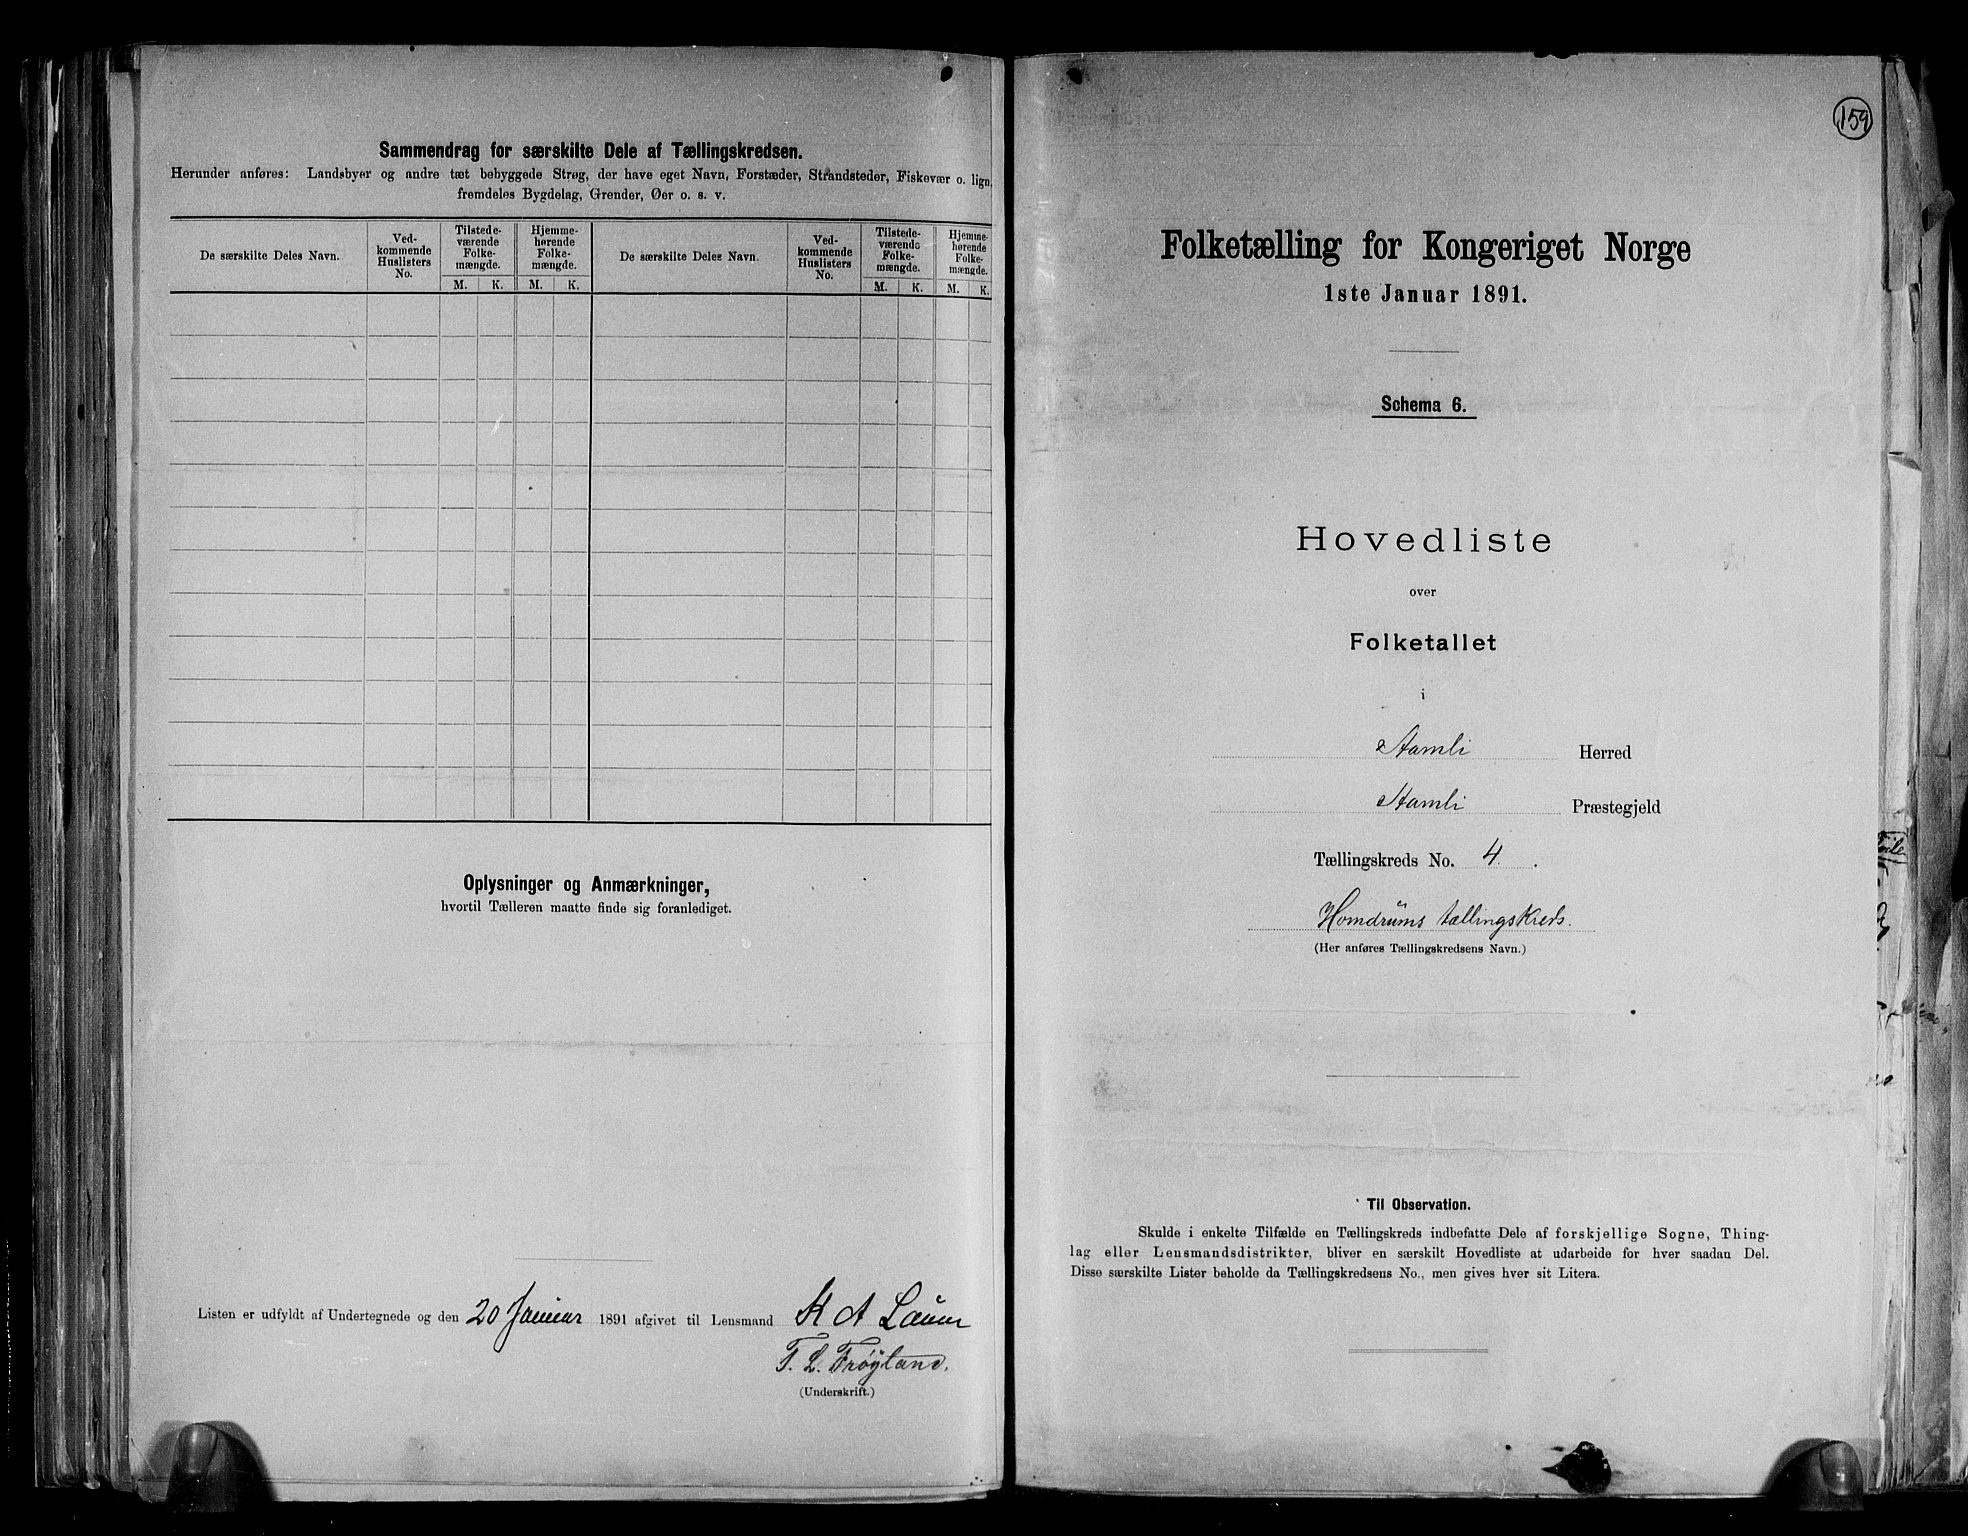 Sammendrag for særskilte Dele af Tællingskredsen.
Herunder anføres: Landsbyer og andre tæt bebyggede Strøg, der have eget Navn, Forstæder, Strandsteder, Fiskevær o. lign.
fremdeles Bygdelag, Grender, Øer o. s. v.
De særskilte Deles Navn.
Ved-
kommende
Huslisters
No.
Tilstede-
værende
Folke-
mængde.
Hjemme-
hørende
Folke-
mængde.
De særskilte Deles Navn.
Ved-
kommende
Huslisters
No.
Tilstede-
værende
Folke-
mængde.
Hjemme-
hørende
Folke-
mængde.
M. K. M. K. M. K. M. K.
Oplysninger og Anmærkninger,
hvortil Tælleren maatte finde sig foranlediget.
Listen er udfyldt af Undertegnede og den 20 Januar 1891 afgivet til Lensmand
T. L. Frøyland.
(Underskrift.)
159
Folketælling for Kongeriget Norge
1ste Januar 1891.
Schema 6.
Hovedliste
over
Folketallet
i
Aamli Herred
Aamli Præstegjeld
Tællingskreds No. 4.
Homdrums tællingskreds.
(Her anføres Tællingskredsens Navn.)
Til Observation.
Skulde i enkelte Tilfælde en Tællingskreds indbefatte Dele af forskjellige Sogne, Thing-
lag eller Lensmandsdistrikter, bliver en særskilt Hovedliste at udarbeide for hver saadan Del.
Disse særskilte Lister beholde da Tællingskredsens No., men gives hver sit Litera.